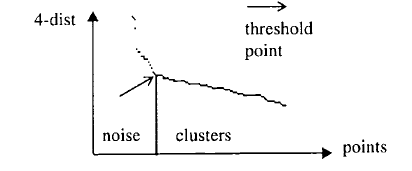 4-dist
threshold
point
noise
clusters
points